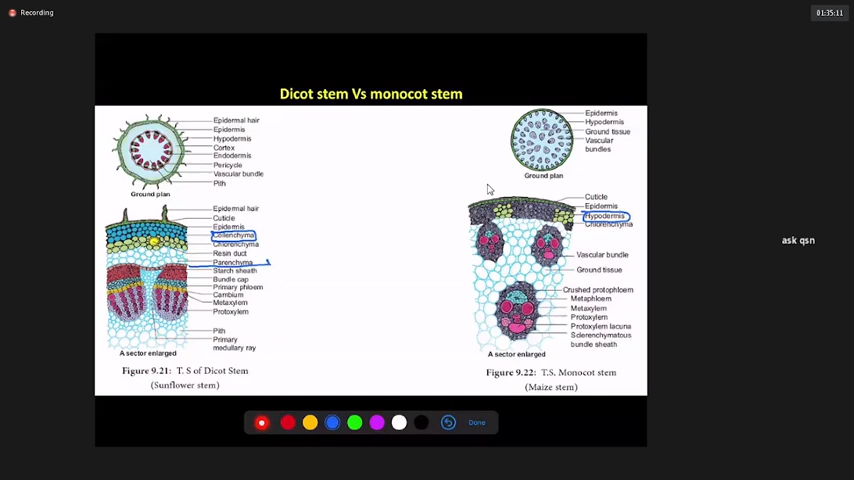 Recording
01:35:11
Dicot stem Vs monocot stem
Epidermal hair
Epidermis
Hypodermis
Cortex
Endodermis
Pericycle
Vascular bundle
Pith
Ground plan
Epidermal hair
Cuticle
Epidermis
Collenchyma
Chlorenchyma
Resin duct
Parenchyma
Starch sheath
Bundle cap
Primary phloem
Cambium
Metaxylem
Protoxylem
Pith
Primary
medullary ray
A sector enlarged
Figure 9.21: T. S of Dicot Stem
(Sunflower stem)
Epidermis
Hypodermis
Ground tissue
Vascular
bundles
Ground plan
Cuticle
Epidermis
Hypodermis
Chlorenchyma
Vascular bundle
Ground tissue
Crushed protophloem
Metaphloem
Metaxylem
Protoxylem
Protoxylem lacuna
Sclerenchymatous
bundle sheath
A sector enlarged
Figure 9.22: T.S. Monocot stem
(Maize stem)
ask qsn
Done